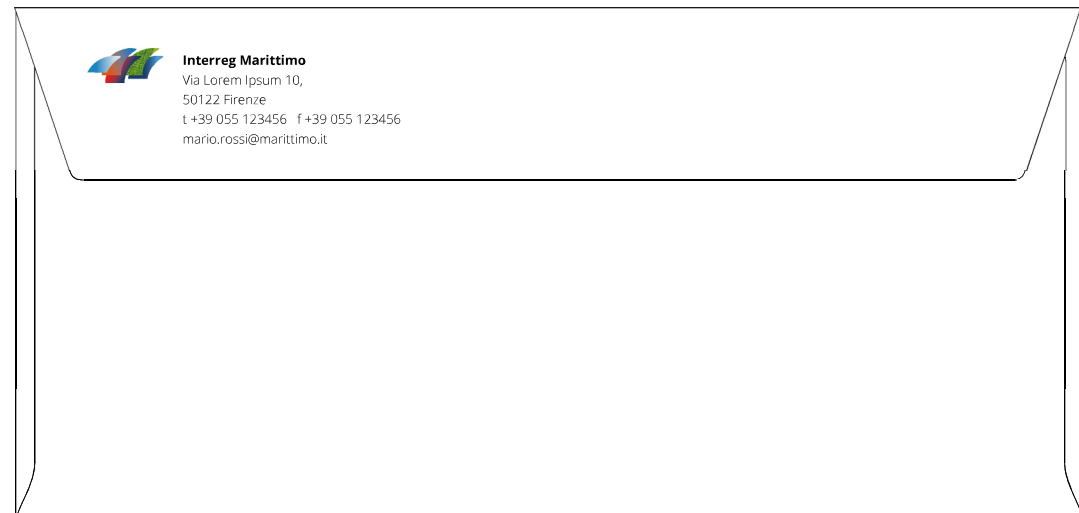 Interreg Marittimo
Via Lorem Ipsum 10,
50122 Firenze
t +39 055 123456 f +39 055 123456
mario.rossi@marittimo.it